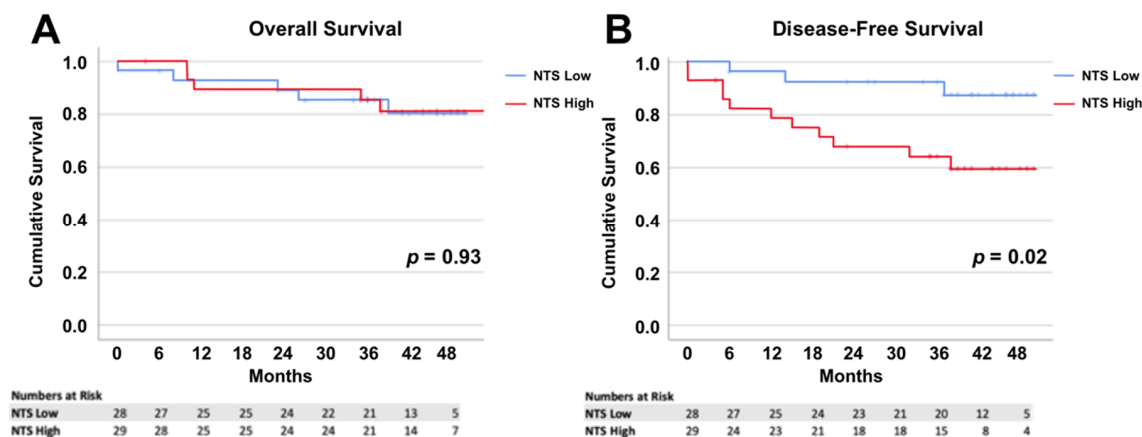 A
Overall Survival
Cumulative Survival
1.0
0.8
0.6
0.4
0.2
0.0
NTS Low
NTS High
p = 0.93
0 6 12 18 24 30 36 42 48
Months
Numbers at Risk
NTS Low 28 27 25 25 24 22 21 13 5
NTS High 29 28 25 25 24 24 21 14 7
B
Disease-Free Survival
Cumulative Survival
1.0
0.8
0.6
0.4
0.2
0.0
NTS Low
NTS High
p = 0.02
0 6 12 18 24 30 36 42 48
Months
Numbers at Risk
NTS Low 28 27 25 24 23 21 20 12 5
NTS High 29 24 23 21 18 18 15 8 4